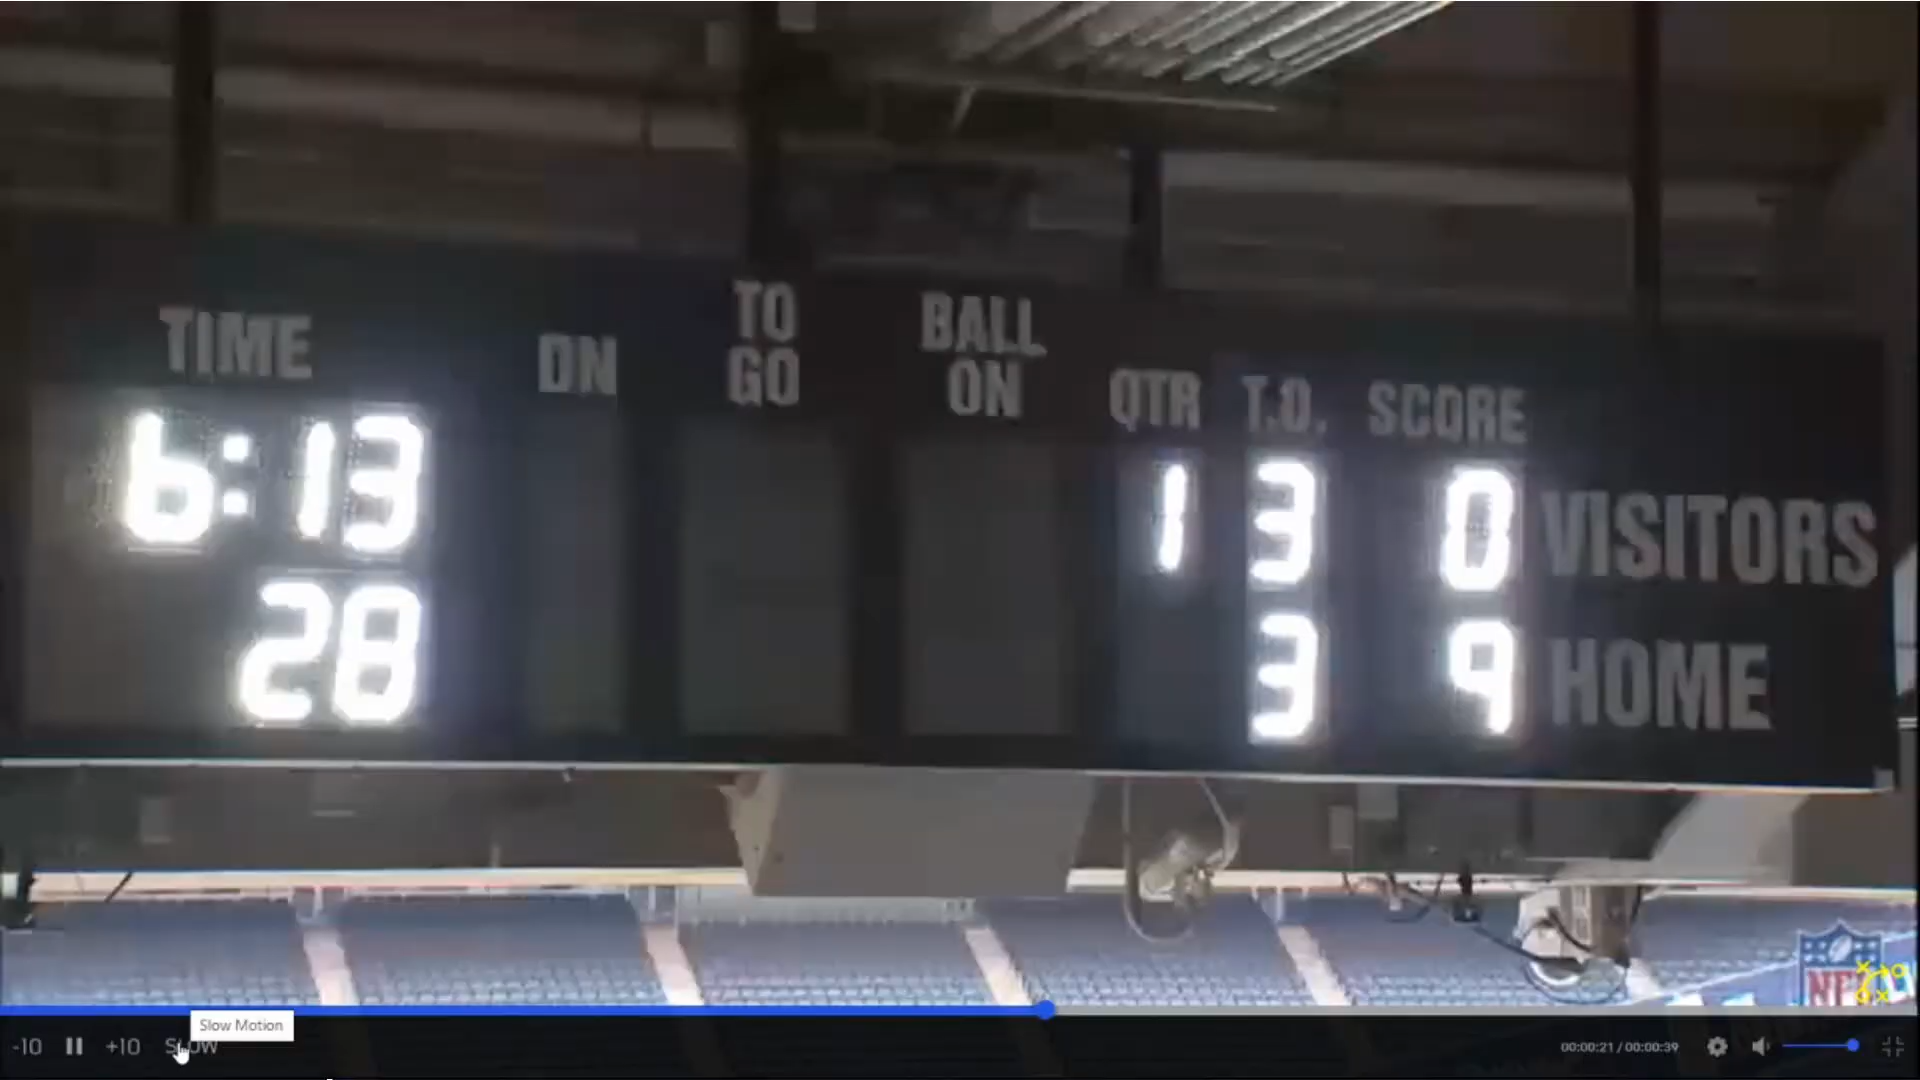 TIME
DN
TO
GO
BALL
ON
QTR
T.O.
SCORE
6:13
1
3
0
VISITORS
28
3
9
HOME
NFL
Slow Motion
-10
+10
SLOW
00:00:21 / 00:00:39